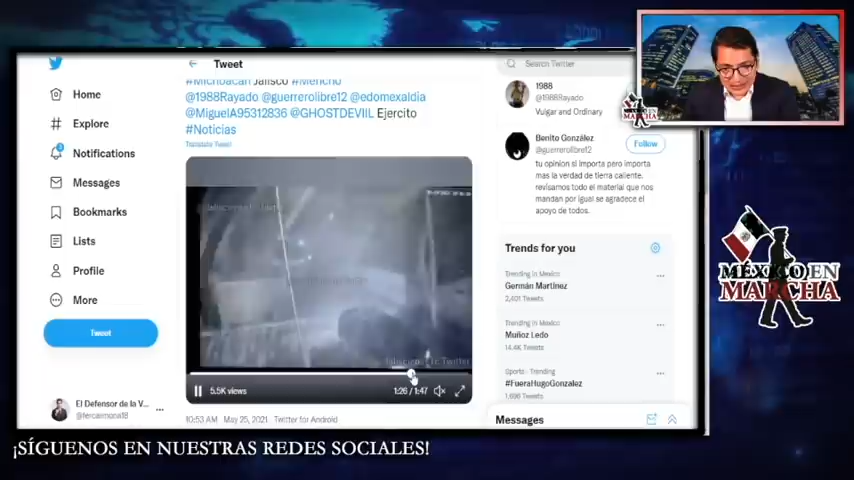 Home
Explore
Notifications
Messages
Bookmarks
Lists
Profile
More
Tweet
El Defensor de la V...
@fercarmona18
Tweet
#Michoacan Jalisco #Mencho
@1988Rayado @guerrerolibre12 @edomexaldia
@MiguelA95312836 @GHOSTDEVIIL Ejercito
#Noticias
Translate Tweet
5.5K views
1:26 / 1:47
10:53 AM May 25, 2021 Twitter for Android
Search Twitter
1988
@1988Rayado
Vulgar and Ordinary
Benito González
@guerrerolibre12
Follow
tu opinion si importa pero importa
mas la verdad de tierra caliente.
revisamos todo el material que nos
mandan por igual se agradece el
apoyo de todos.
Trends for you
Trending in Mexico
Germán Martínez
2,401 Tweets
Trending in Mexico
Muñoz Ledo
14.4K Tweets
Sports · Trending
#FueraHugoGonzalez
1,696 Tweets
Messages
MÉXICO EN
MARCHA
¡SÍGUENOS EN NUESTRAS REDES SOCIALES!